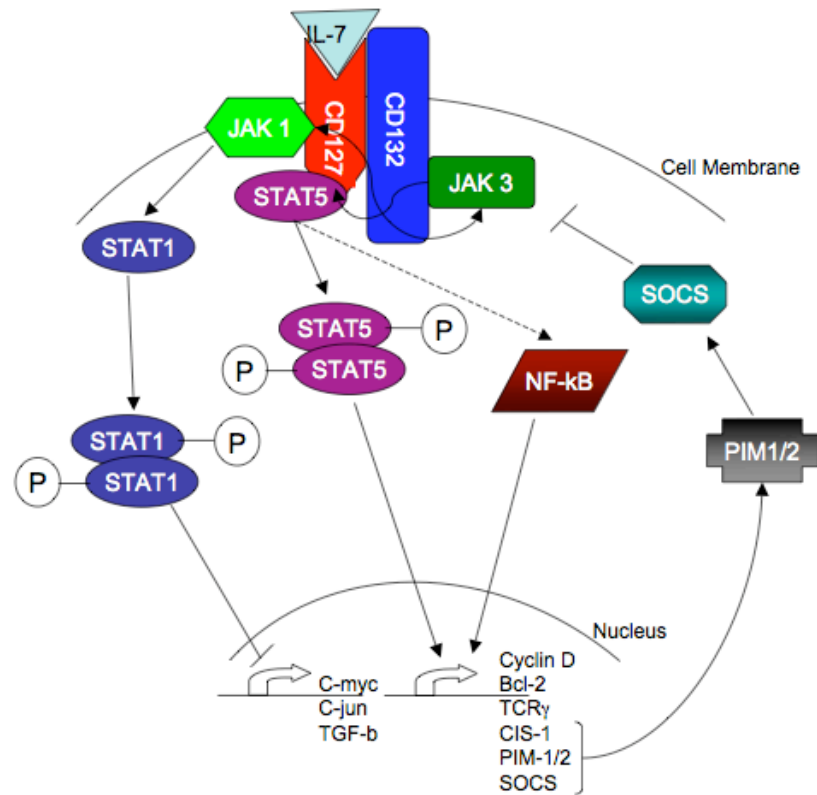 IL-7
CD127
CD132
JAK 1
JAK 3
Cell Membrane
STAT5
STAT1
SOCS
STAT5
P
P
STAT5
NF-kB
STAT1
P
P
STAT1
PIM1/2
Nucleus
C-myc
C-jun
TGF-b
Cyclin D
Bcl-2
TCRγ
CIS-1
PIM-1/2
SOCS